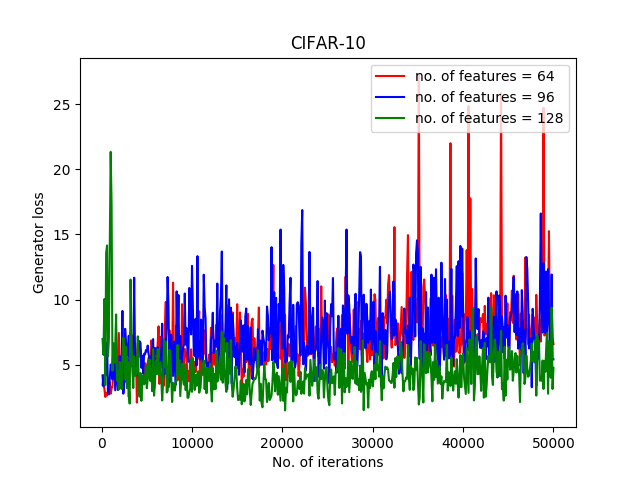 CIFAR-10
no. of features = 64
no. of features = 96
no. of features = 128
Generator loss
25
20
15
10
5
0 10000 20000 30000 40000 50000
No. of iterations